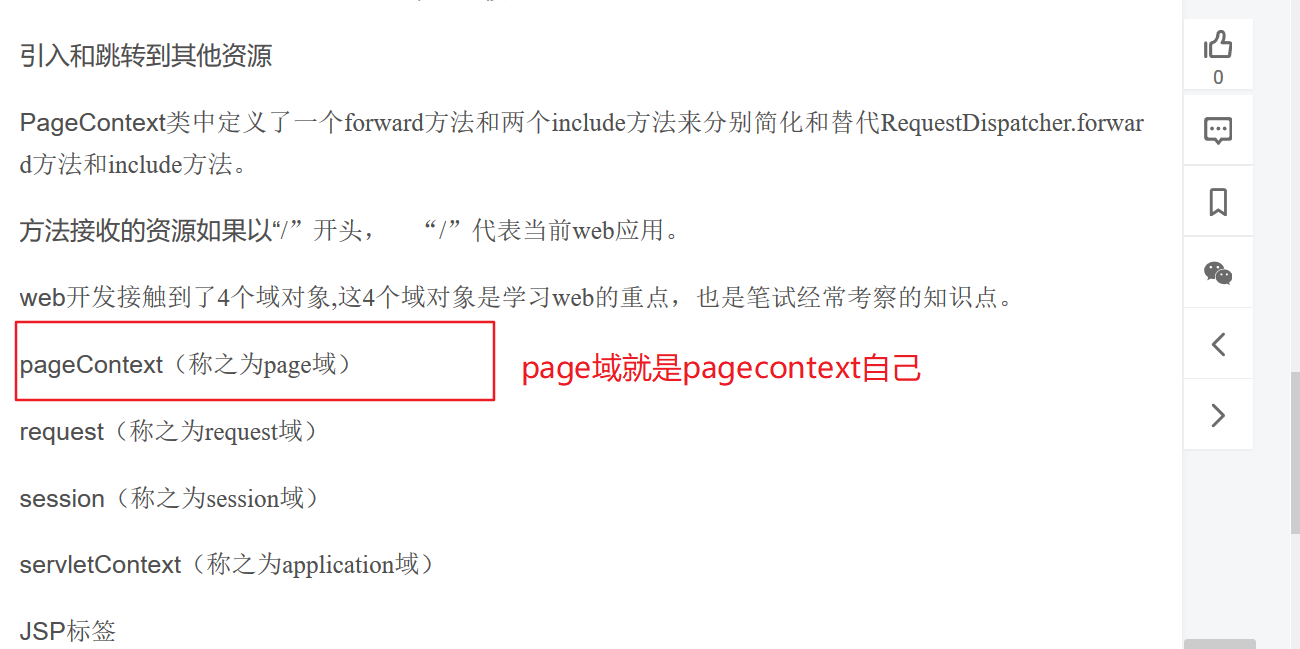 引入和跳转到其他资源
PageContext类中定义了一个forward方法和两个include方法来分别简化和替代RequestDispatcher.forwar
d方法和include方法。
方法接收的资源如果以“/”开头， “/”代表当前web应用。
web开发接触到了4个域对象,这4个域对象是学习web的重点，也是笔试经常考察的知识点。
pageContext（称之为page域）
page域就是pagecontext自己
request（称之为request域）
session（称之为session域）
servletContext（称之为application域）
JSP标签
0